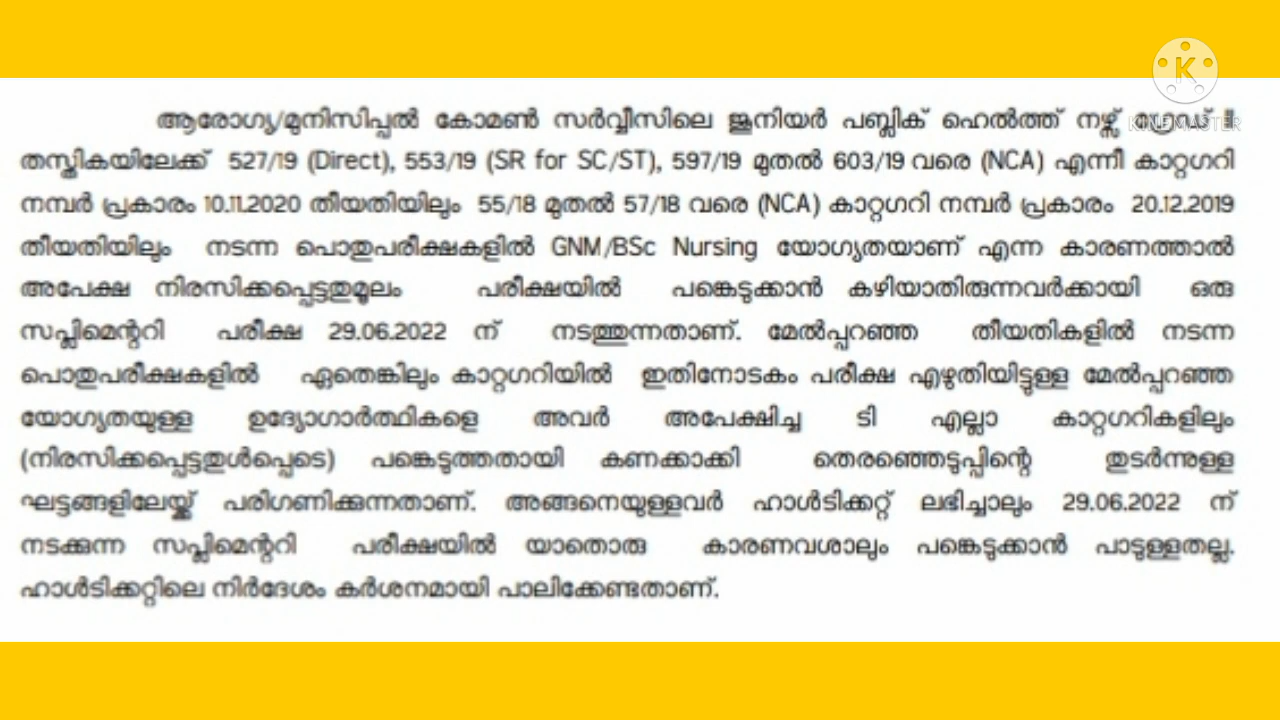 ആരോഗ്യ/മുനിസിപ്പൽ കോമൺ സർവ്വീസിലെ ജൂനിയർ പബ്ലിക് ഹെൽത്ത് നഴ്സ് ഗ്രേഡ് II
തസ്തികയിലേക്ക് 527/19 (Direct), 553/19 (SR for SC/ST), 597/19 മുതൽ 603/19 വരെ (NCA) എന്നീ കാറ്റഗറി
നമ്പർ പ്രകാരം 10.11.2020 തീയതിയിലും 55/18 മുതൽ 57/18 വരെ (NCA) കാറ്റഗറി നമ്പർ പ്രകാരം 20.12.2019
തീയതിയിലും നടന്ന പൊതുപരീക്ഷകളിൽ GNM/BSc Nursing യോഗ്യതയാണ് എന്ന കാരണത്താൽ
അപേക്ഷ നിരസിക്കപ്പെട്ടതുമൂലം പരീക്ഷയിൽ പങ്കെടുക്കാൻ കഴിയാതിരുന്നവർക്കായി ഒരു
സപ്ലിമെന്ററി പരീക്ഷ 29.06.2022 ന് നടത്തുന്നതാണ്. മേൽപ്പറഞ്ഞ തീയതികളിൽ നടന്ന
പൊതുപരീക്ഷകളിൽ ഏതെങ്കിലും കാറ്റഗറിയിൽ ഇതിനോടകം പരീക്ഷ എഴുതിയിട്ടുള്ള മേൽപ്പറഞ്ഞ
യോഗ്യതയുള്ള ഉദ്യോഗാർത്ഥികളെ അവർ അപേക്ഷിച്ച ടി എല്ലാ കാറ്റഗറികളിലും
(നിരസിക്കപ്പെട്ടതുൾപ്പെടെ) പങ്കെടുത്തതായി കണക്കാക്കി തെരഞ്ഞെടുപ്പിന്റെ തുടർന്നുള്ള
ഘട്ടങ്ങളിലേയ്ക്ക് പരിഗണിക്കുന്നതാണ്. അങ്ങനെയുള്ളവർ ഹാൾടിക്കറ്റ് ലഭിച്ചാലും 29.06.2022 ന്
നടക്കുന്ന സപ്ലിമെന്ററി പരീക്ഷയിൽ യാതൊരു കാരണവശാലും പങ്കെടുക്കാൻ പാടുള്ളതല്ല.
ഹാൾടിക്കറ്റിലെ നിർദേശം കർശനമായി പാലിക്കേണ്ടതാണ്.
K
KINEMASTER